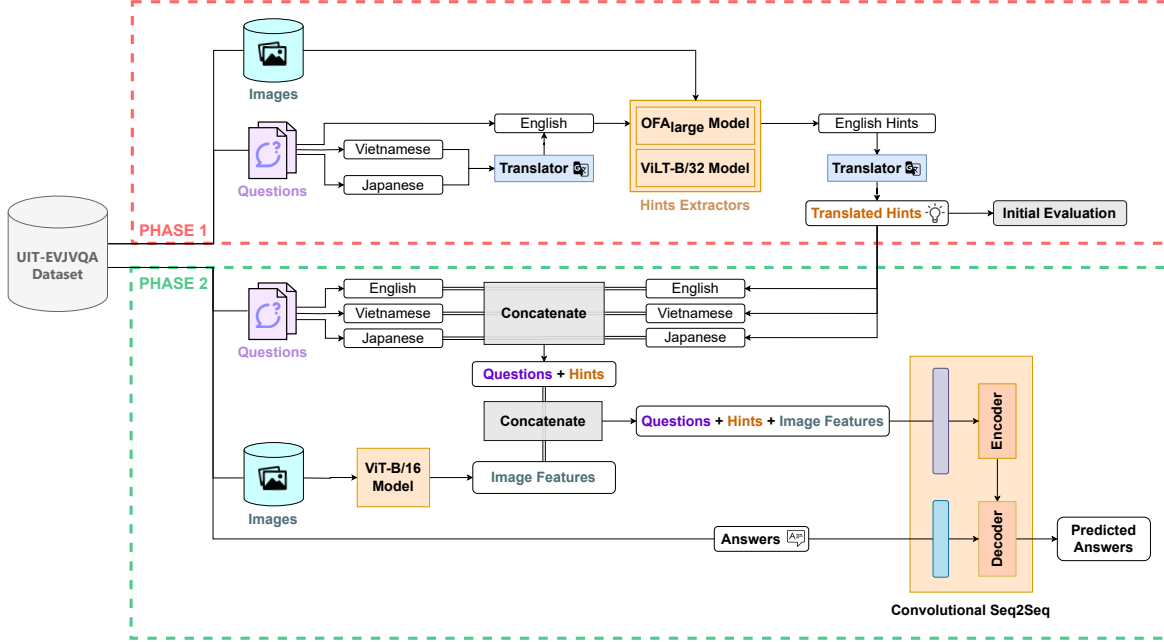 UIT-EVJVQA
Dataset
PHASE 1
Images
Questions
English
Vietnamese
Japanese
Translator
OFAlarge Model
ViLT-B/32 Model
Hints Extractors
English Hints
Translator
Translated Hints
Initial Evaluation
PHASE 2
Questions
English
Vietnamese
Japanese
Concatenate
English
Vietnamese
Japanese
Questions + Hints
Concatenate
Images
ViT-B/16
Model
Image Features
Questions + Hints + Image Features
Answers
Encoder
Decoder
Convolutional Seq2Seq
Predicted
Answers